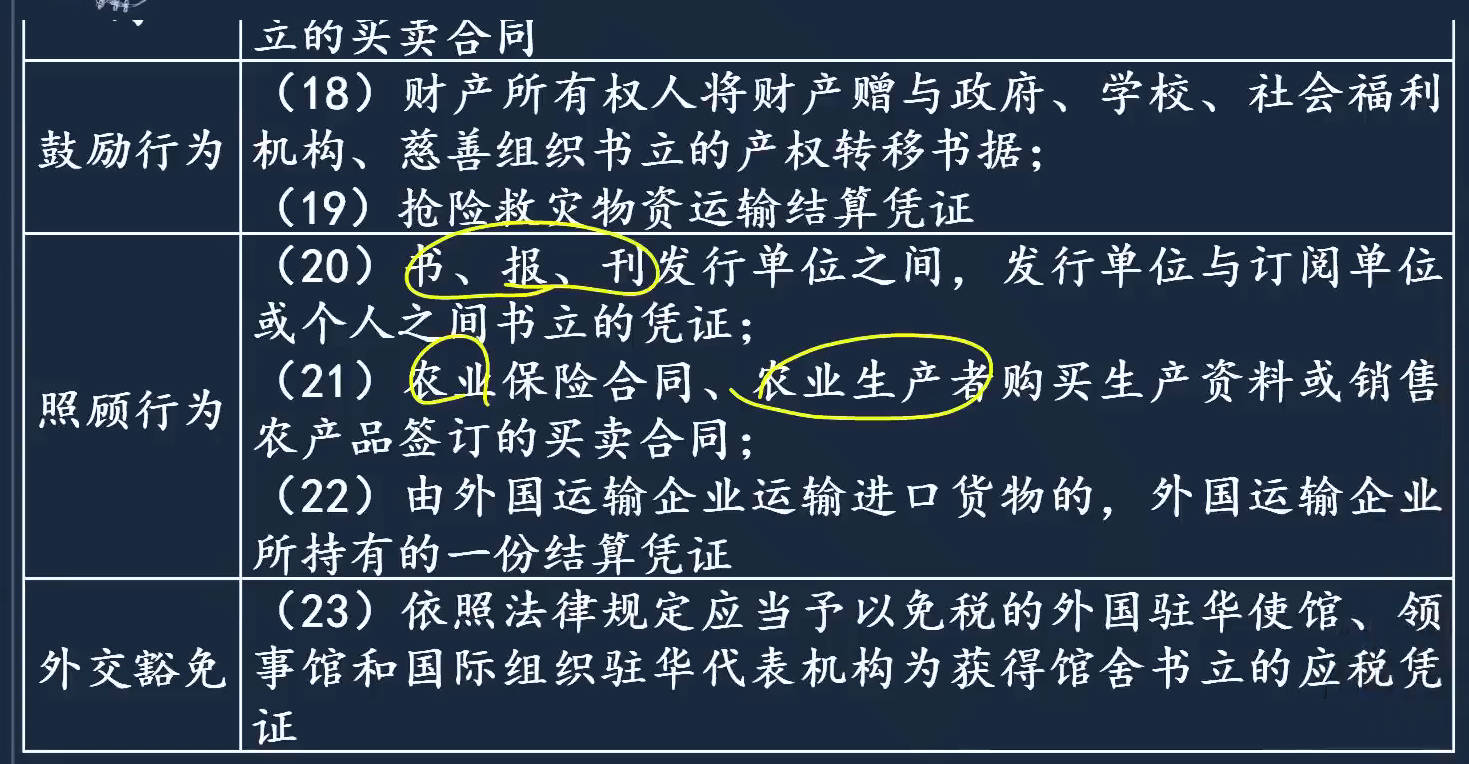 立的买卖合同
鼓励行为
（18）财产所有权人将财产赠与政府、学校、社会福利
机构、慈善组织书立的产权转移书据；
（19）抢险救灾物资运输结算凭证
照顾行为
（20）书、报、刊发行单位之间，发行单位与订阅单位
或个人之间书立的凭证；
（21）农业保险合同、农业生产者购买生产资料或销售
农产品签订的买卖合同；
（22）由外国运输企业运输进口货物的，外国运输企业
所持有的一份结算凭证
外交豁免
（23）依照法律规定应当予以免税的外国驻华使馆、领
事馆和国际组织驻华代表机构为获得馆舍书立的应税凭
证